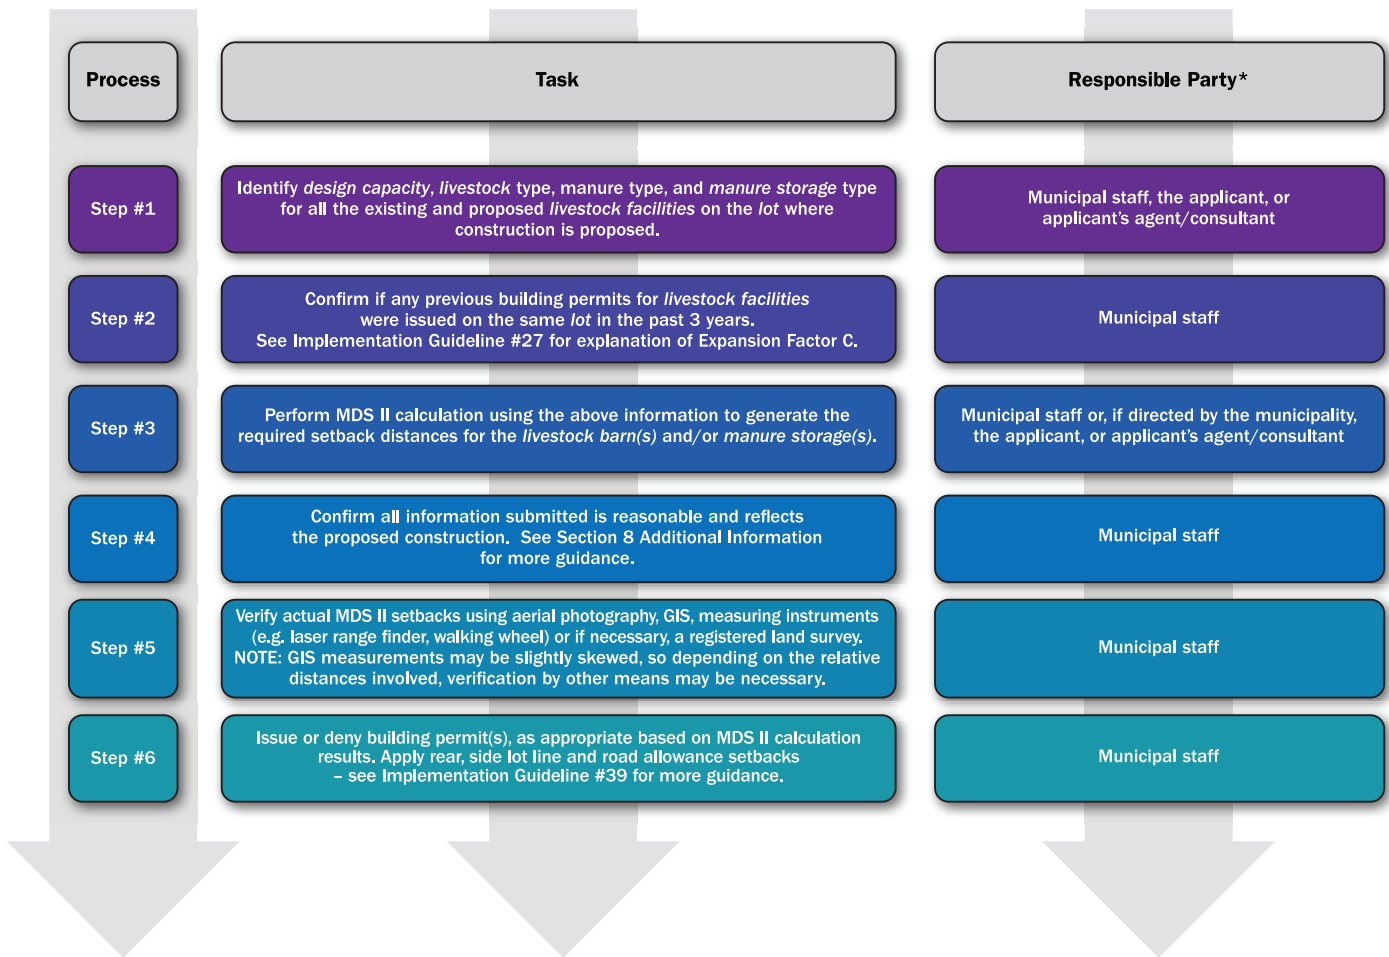 Process
Task
Responsible Party*
Step #1
Identify design capacity, livestock type, manure type, and manure storage type
for all the existing and proposed livestock facilities on the lot where
construction is proposed.
Municipal staff, the applicant, or
applicant's agent/consultant
Step #2
Confirm if any previous building permits for livestock facilities
were issued on the same lot in the past 3 years.
See Implementation Guideline #27 for explanation of Expansion Factor C.
Municipal staff
Step #3
Perform MDS II calculation using the above information to generate the
required setback distances for the livestock barn(s) and/or manure storage(s).
Municipal staff or, if directed by the municipality,
the applicant, or applicant's agent/consultant
Step #4
Confirm all information submitted is reasonable and reflects
the proposed construction. See Section 8 Additional Information
for more guidance.
Municipal staff
Step #5
Verify actual MDS II setbacks using aerial photography, GIS, measuring instruments
(e.g. laser range finder, walking wheel) or if necessary, a registered land survey.
NOTE: GIS measurements may be slightly skewed, so depending on the relative
distances involved, verification by other means may be necessary.
Municipal staff
Step #6
Issue or deny building permit(s), as appropriate based on MDS II calculation
results. Apply rear, side lot line and road allowance setbacks
– see Implementation Guideline #39 for more guidance.
Municipal staff